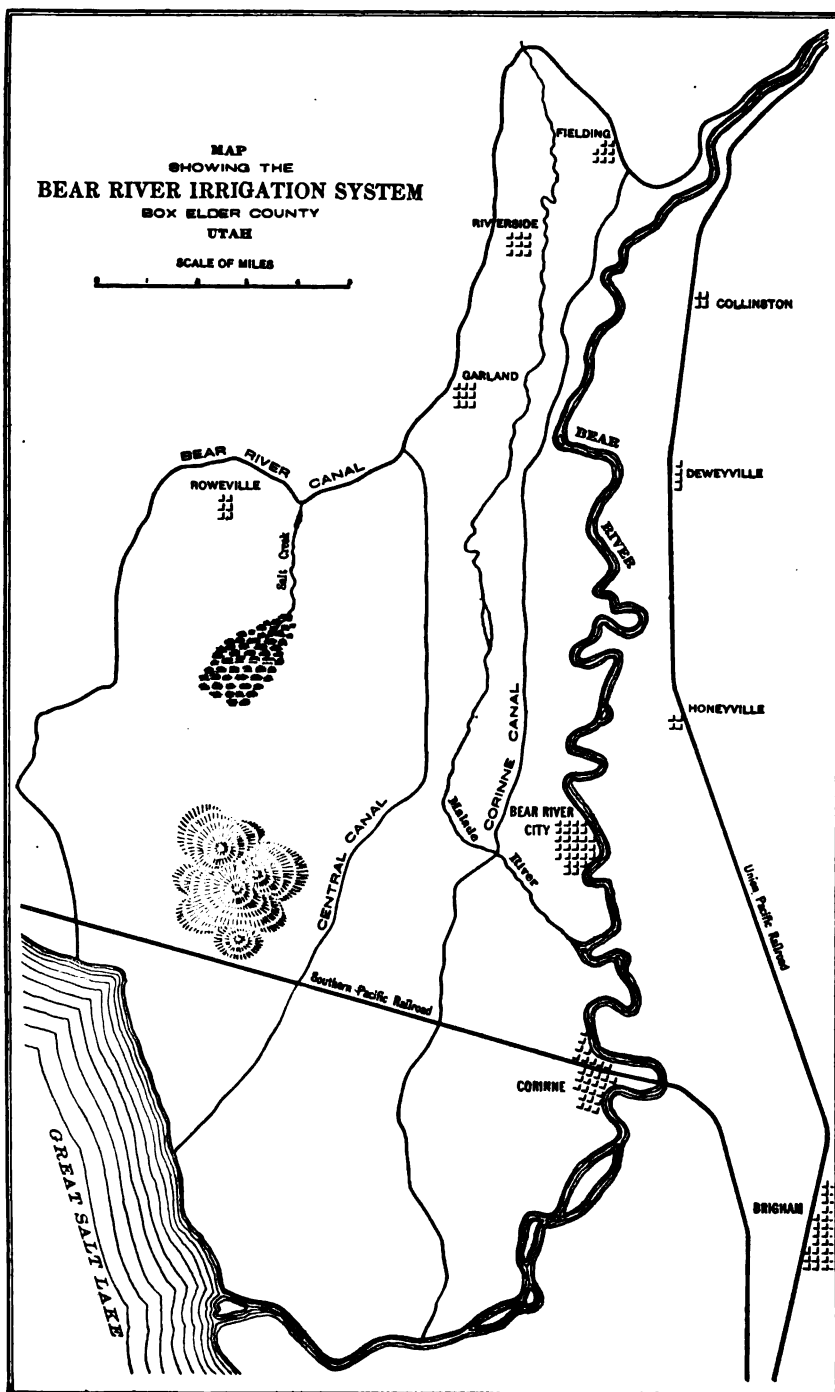 MAP
SHOWING THE
BEAR RIVER IRRIGATION SYSTEM
BOX ELDER COUNTY
UTAH
SCALE OF MILES
FIELDING
RIVERSIDE
COLLINSTON
GARLAND
BEAR
RIVER
BEAR RIVER CANAL
ROWEVILLE
DEWEYVILLE
Salt Creek
HONEYVILLE
CORINNE CANAL
Malade River
BEAR RIVER
CITY
CENTRAL CANAL
Union Pacific Railroad
Southern Pacific Railroad
CORINNE
GREAT SALT LAKE
BRIGHAM